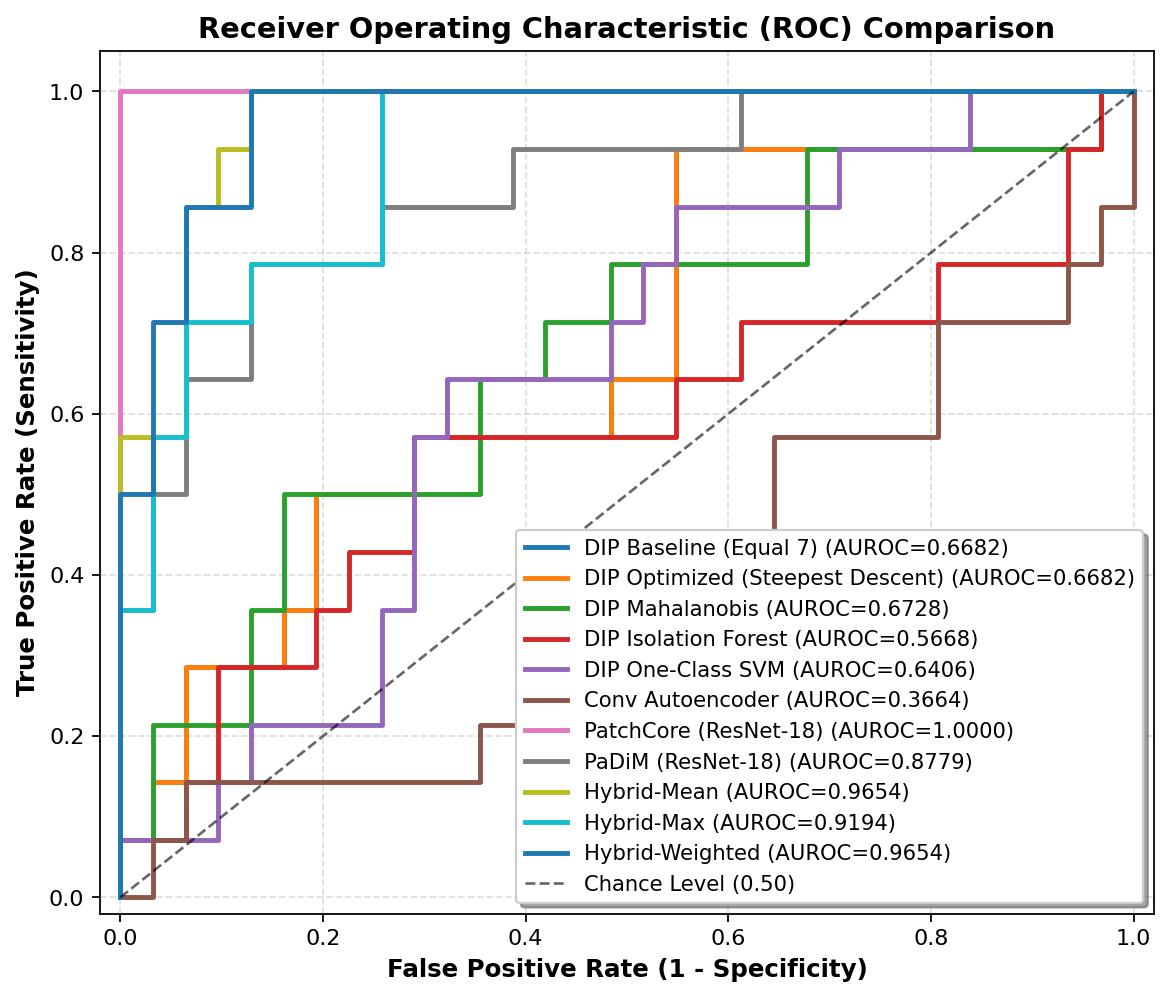 Receiver Operating Characteristic (ROC) Comparison
True Positive Rate (Sensitivity)
1.0
0.8
0.6
0.4
0.2
0.0
DIP Baseline (Equal 7) (AUROC=0.6682)
DIP Optimized (Steepest Descent) (AUROC=0.6682)
DIP Mahalanobis (AUROC=0.6728)
DIP Isolation Forest (AUROC=0.5668)
DIP One-Class SVM (AUROC=0.6406)
Conv Autoencoder (AUROC=0.3664)
PatchCore (ResNet-18) (AUROC=1.0000)
PaDiM (ResNet-18) (AUROC=0.8779)
Hybrid-Mean (AUROC=0.9654)
Hybrid-Max (AUROC=0.9194)
Hybrid-Weighted (AUROC=0.9654)
Chance Level (0.50)
0.0 0.2 0.4 0.6 0.8 1.0
False Positive Rate (1 - Specificity)